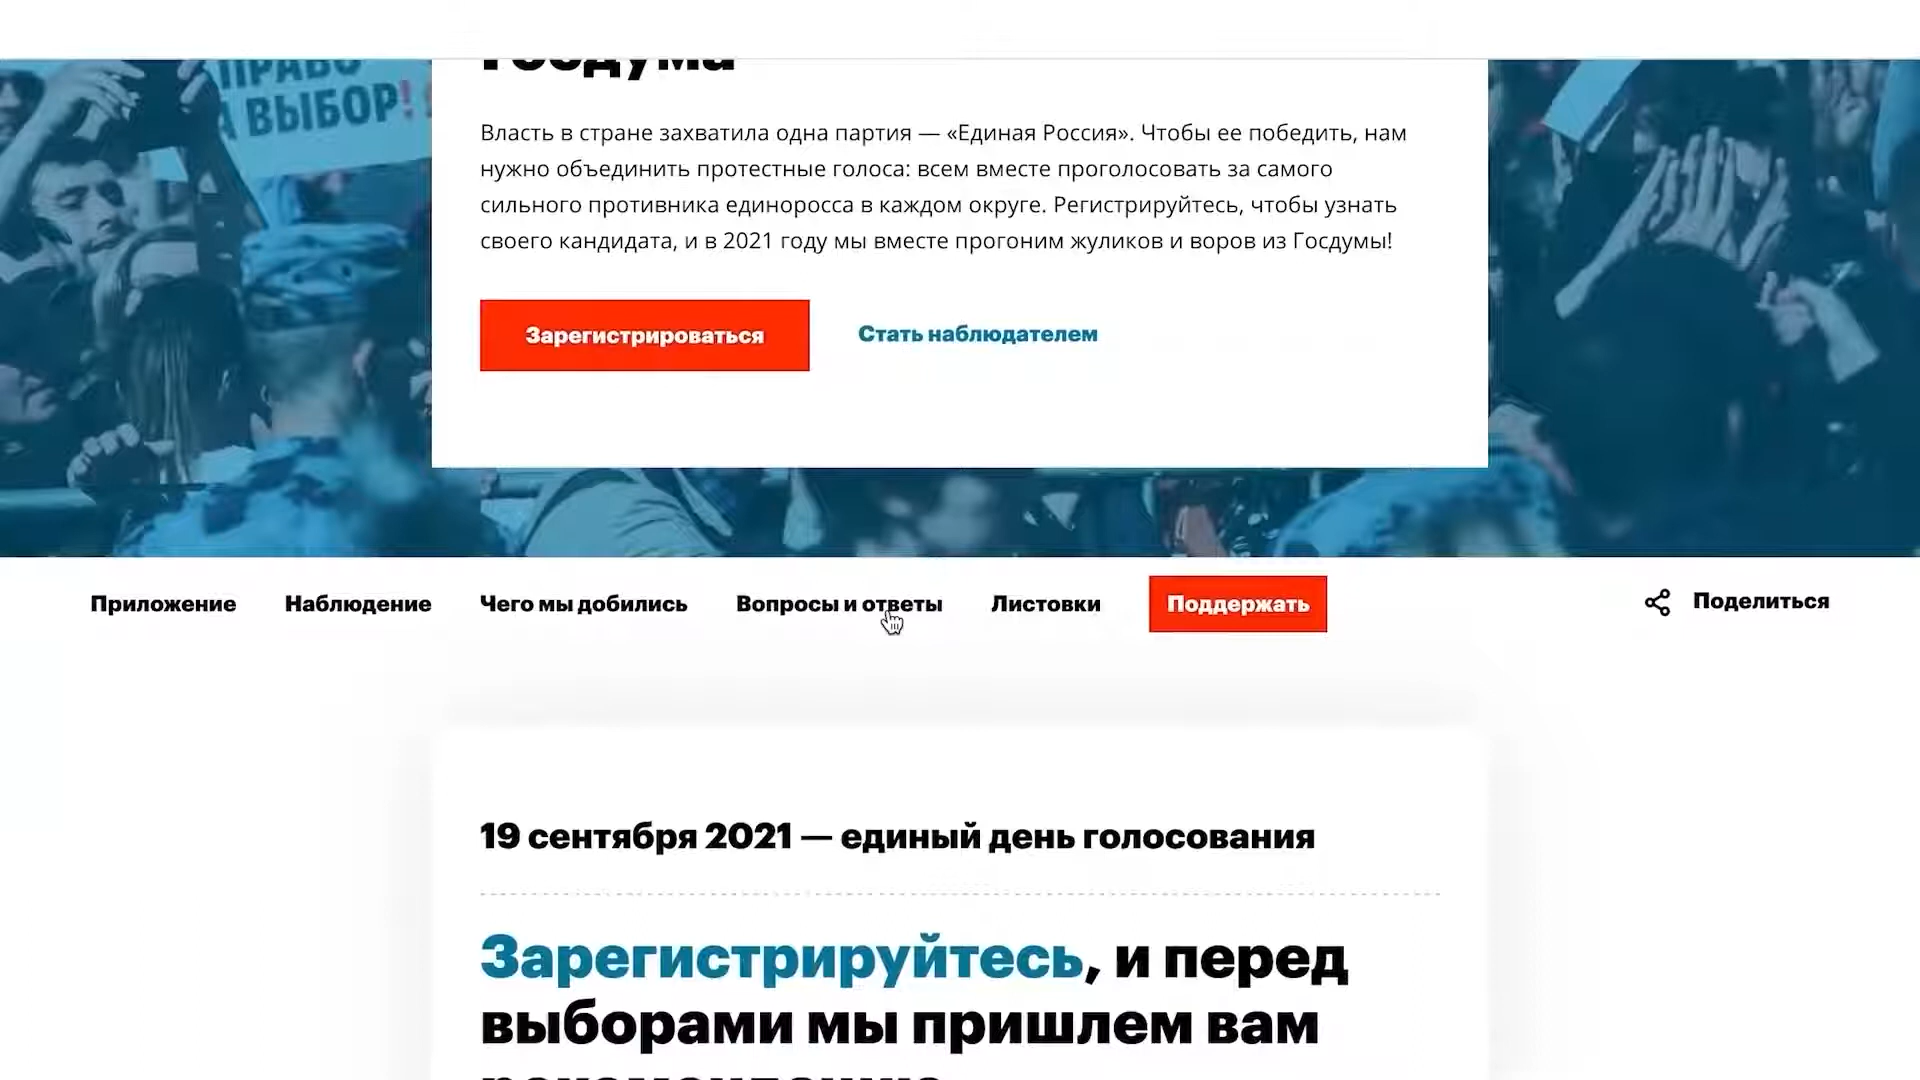 ПРАВО
А ВЫБОР!
Госдума
Власть в стране захватила одна партия — «Единая Россия». Чтобы ее победить, нам
нужно объединить протестные голоса: всем вместе проголосовать за самого
сильного противника единоросса в каждом округе. Регистрируйтесь, чтобы узнать
своего кандидата, и в 2021 году мы вместе прогоним жуликов и воров из Госдумы!
Зарегистрироваться
Стать наблюдателем
Приложение
Наблюдение
Чего мы добились
Вопросы и ответы
Листовки
Поддержать
Поделиться
19 сентября 2021 — единый день голосования
Зарегистрируйтесь, и перед
выборами мы пришлем вам